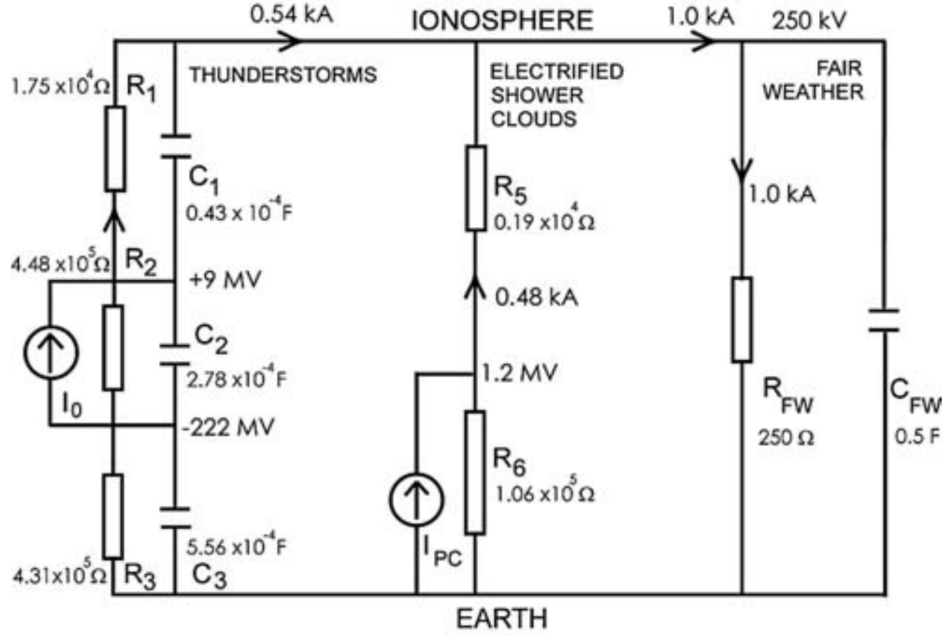 0.54 kA
IONOSPHERE
1.0 kA
250 kV
THUNDERSTORMS
ELECTRIFIED
SHOWER
CLOUDS
FAIR
WEATHER
1.75 x10⁴Ω
R₁
C₁
0.43 x 10⁻⁴F
4.48 x10⁵Ω
R₂
+9 MV
C₂
2.78 x10⁻⁴F
I₀
-222 MV
5.56 x10⁻⁴F
4.31x10⁵Ω
R₃
C₃
R₅
0.19 x10⁴Ω
0.48 kA
1.2 MV
R₆
1.06 x10⁵Ω
I_PC
1.0 kA
R_FW
250 Ω
C_FW
0.5 F
EARTH